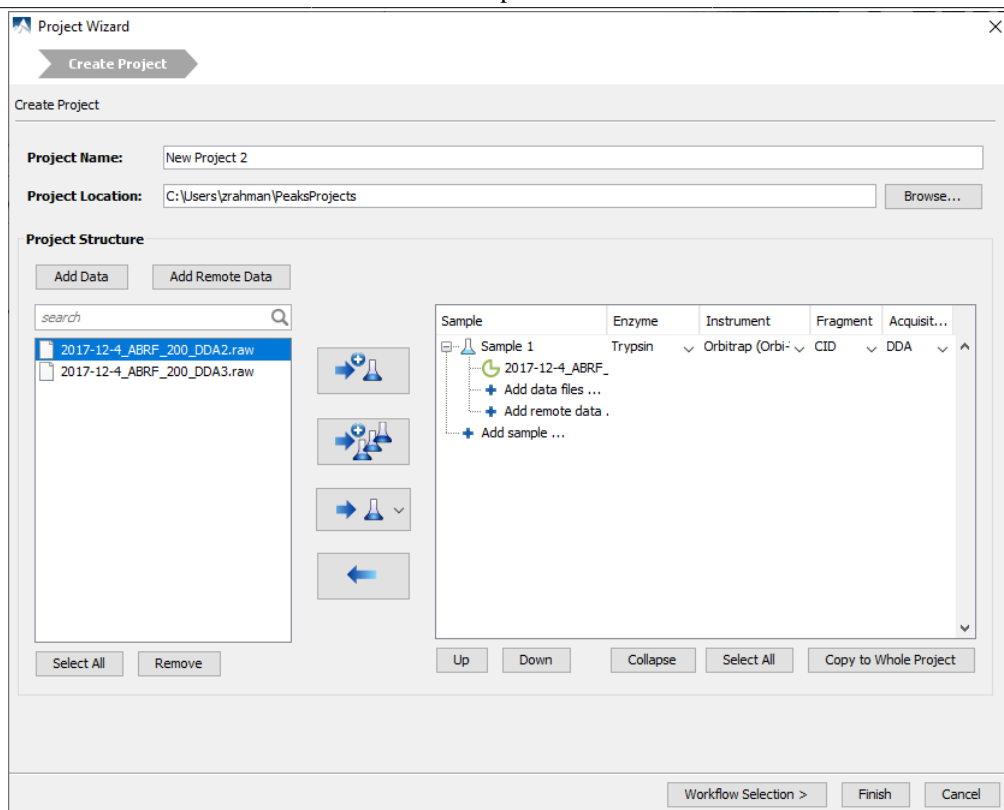 Project Wizard
Create Project
Create Project
Project Name: New Project 2
Project Location: C:\Users\zrahman\PeaksProjects Browse...
Project Structure
Add Data Add Remote Data
search
Sample Enzyme Instrument Fragment Acquisit...
2017-12-4_ABRF_200_DDA2.raw Sample 1 Trypsin Orbitrap (Orbi- CID DDA
2017-12-4_ABRF_200_DDA3.raw 2017-12-4_ABRF_
Add data files ...
Add remote data .
Add sample ...
Select All Remove Up Down Collapse Select All Copy to Whole Project
Workflow Selection > Finish Cancel